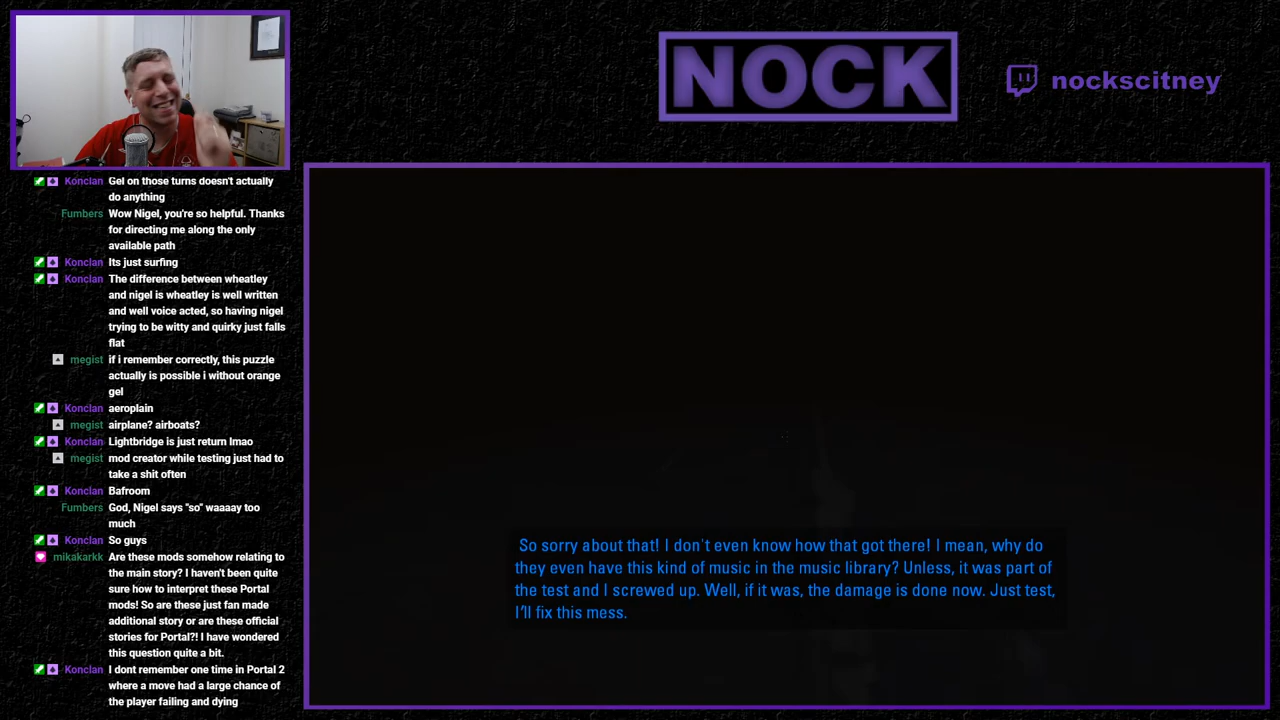 NOCK
nockscitney
Konclan Gel on those turns doesn't actually
do anything
Fumbers Wow Nigel, you're so helpful. Thanks
for directing me along the only
available path
Konclan Its just surfing
Konclan The difference between wheatley
and nigel is wheatley is well written
and well voice acted, so having nigel
trying to be witty and quirky just falls
flat
megist if i remember correctly, this puzzle
actually is possible i without orange
gel
Konclan aeroplain
megist airplane? airboats?
Konclan Lightbridge is just return lmao
megist mod creator while testing just had to
take a shit often
Konclan Bafroom
Fumbers God, Nigel says "so" waaaay too
much
Konclan So guys
mikakarkk Are these mods somehow relating to
the main story? I haven't been quite
sure how to interpret these Portal
mods! So are these just fan made
additional story or are these official
stories for Portal?! I have wondered
this question quite a bit.
Konclan I dont remember one time in Portal 2
where a move had a large chance of
the player failing and dying
So sorry about that! I don't even know how that got there! I mean, why do
they even have this kind of music in the music library? Unless, it was part of
the test and I screwed up. Well, if it was, the damage is done now. Just test,
I'll fix this mess.